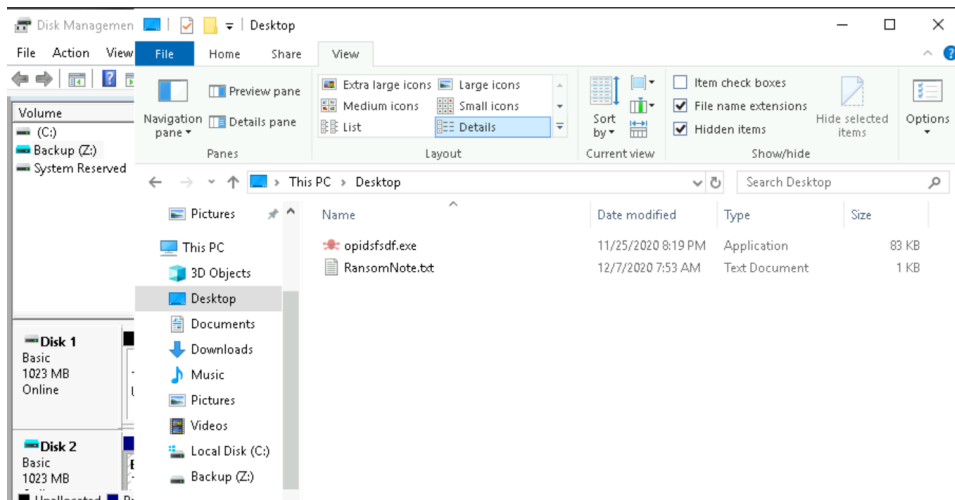 Disk Managemen
Desktop
File Action View
File Home Share View
Preview pane
Details pane
Navigation pane
Panes
Extra large icons Large icons
Medium icons Small icons
List Details
Layout
Sort by
Current view
Item check boxes
File name extensions
Hidden items
Hide selected items
Show/hide
Options
This PC > Desktop
Search Desktop
Volume
(C:)
Backup (Z:)
System Reserved
Pictures
This PC
3D Objects
Desktop
Documents
Downloads
Music
Pictures
Videos
Local Disk (C:)
Backup (Z:)
Name Date modified Type Size
opidsfsdf.exe 11/25/2020 8:19 PM Application 83 KB
RansomNote.txt 12/7/2020 7:53 AM Text Document 1 KB
Disk 1
Basic
1023 MB
Online
Disk 2
Basic
1023 MB